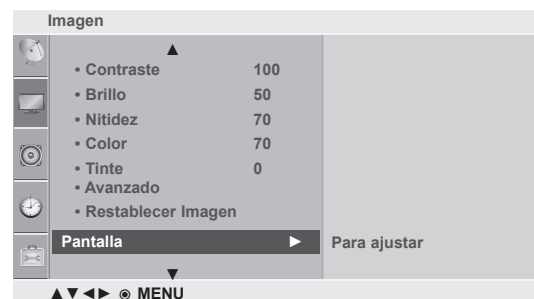 Imagen
▲
• Contraste 100
• Brillo 50
• Nitidez 70
• Color 70
• Tinte 0
• Avanzado
• Restablecer Imagen
Pantalla ► Para ajustar
▼
▲▼◄► ◉ MENU